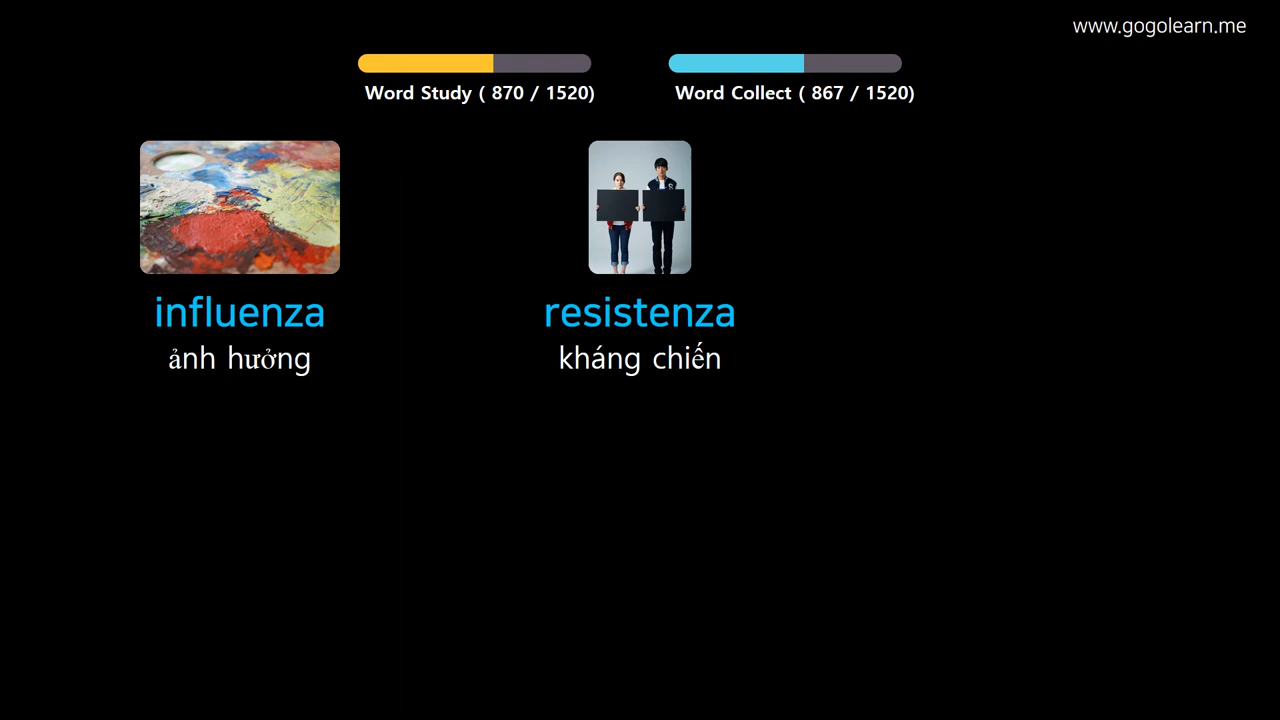 www.gogolearn.me
Word Study ( 870 / 1520)
Word Collect ( 867 / 1520)
influenza
ảnh hưởng
resistenza
kháng chiến